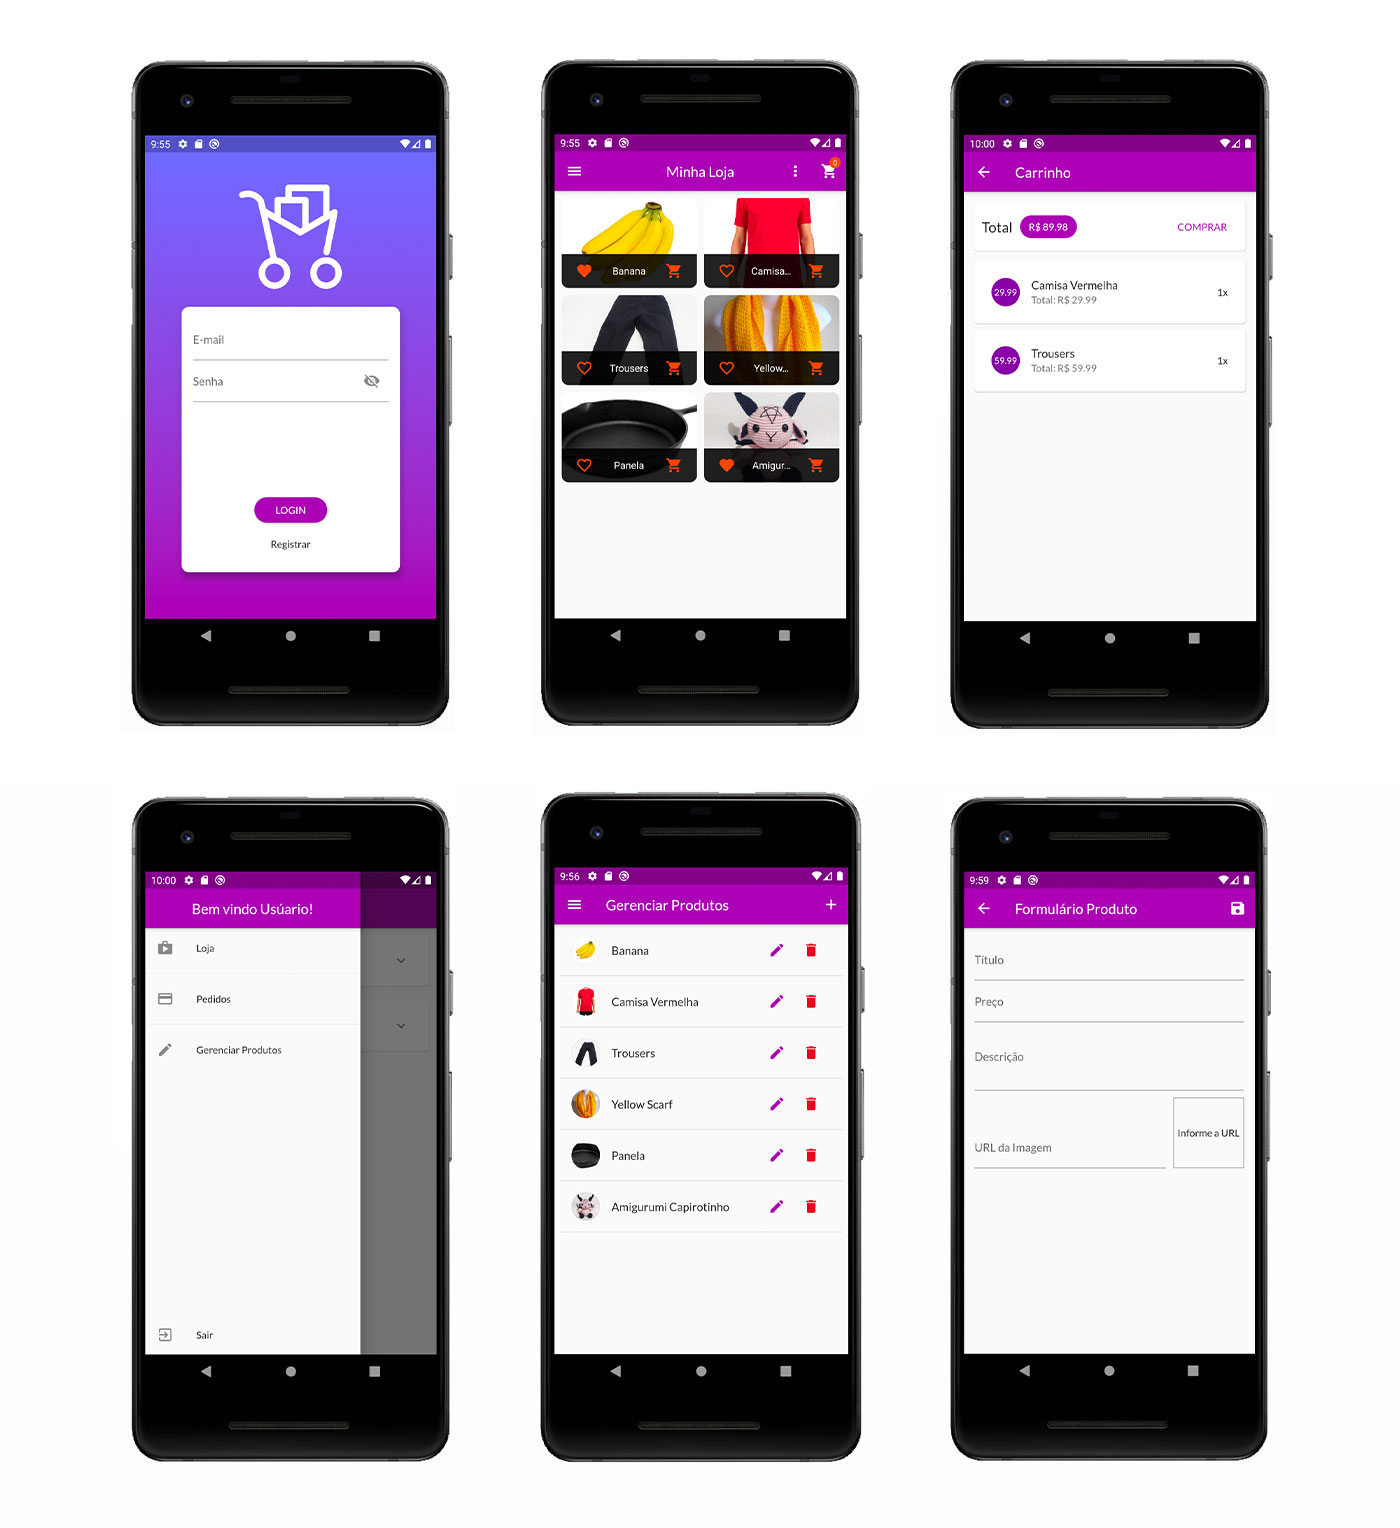 9:55
E-mail
Senha
LOGIN
Registrar
9:55
Minha Loja
0
Banana
Camisa...
Trousers
Yellow...
Panela
Amigur...
10:00
Carrinho
Total R$ 89.98 COMPRAR
29.99 Camisa Vermelha 1x
Total: R$ 29.99
59.99 Trousers 1x
Total: R$ 59.99
10:00
Bem vindo Usúario!
Loja
Pedidos
Gerenciar Produtos
Sair
9:56
Gerenciar Produtos
Banana
Camisa Vermelha
Trousers
Yellow Scarf
Panela
Amigurumi Capirotinho
9:59
Formulário Produto
Título
Preço
Descrição
Informe a URL
URL da Imagem